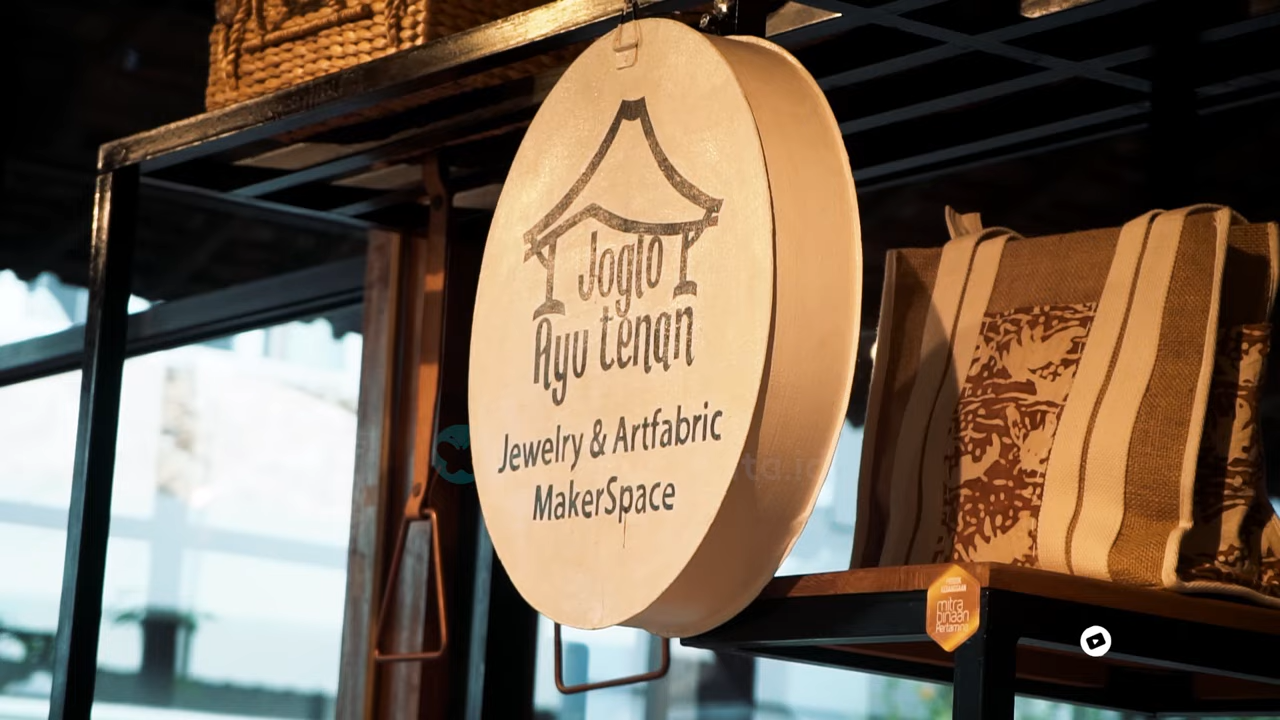 Joglo
Ayu tenan
Jewelry & Artfabric
MakerSpace
mitra
binaan
Pertamina